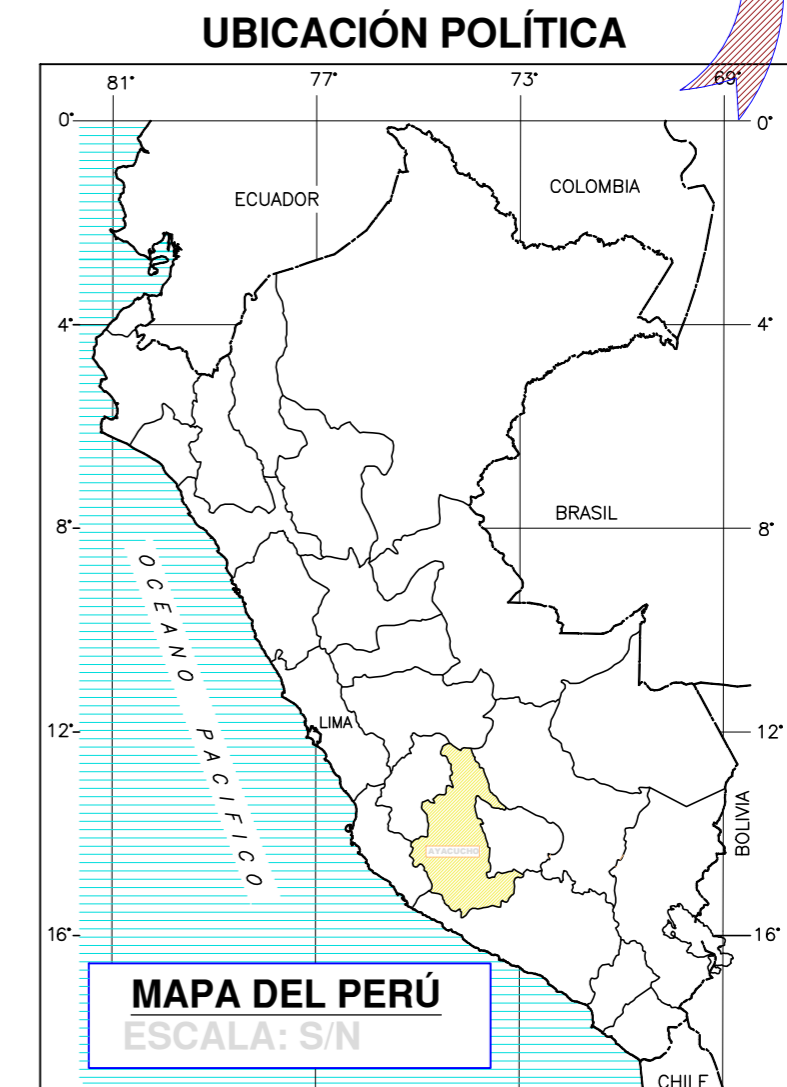 UBICACIÓN POLÍTICA
81° 77° 73° 69°
0° 0°
ECUADOR
COLOMBIA
4° 4°
8° BRASIL 8°
OCEANO PACIFICO
LIMA
12° 12°
BOLIVIA
AYACUCHO
16° 16°
MAPA DEL PERÚ
ESCALA: S/N
CHILE